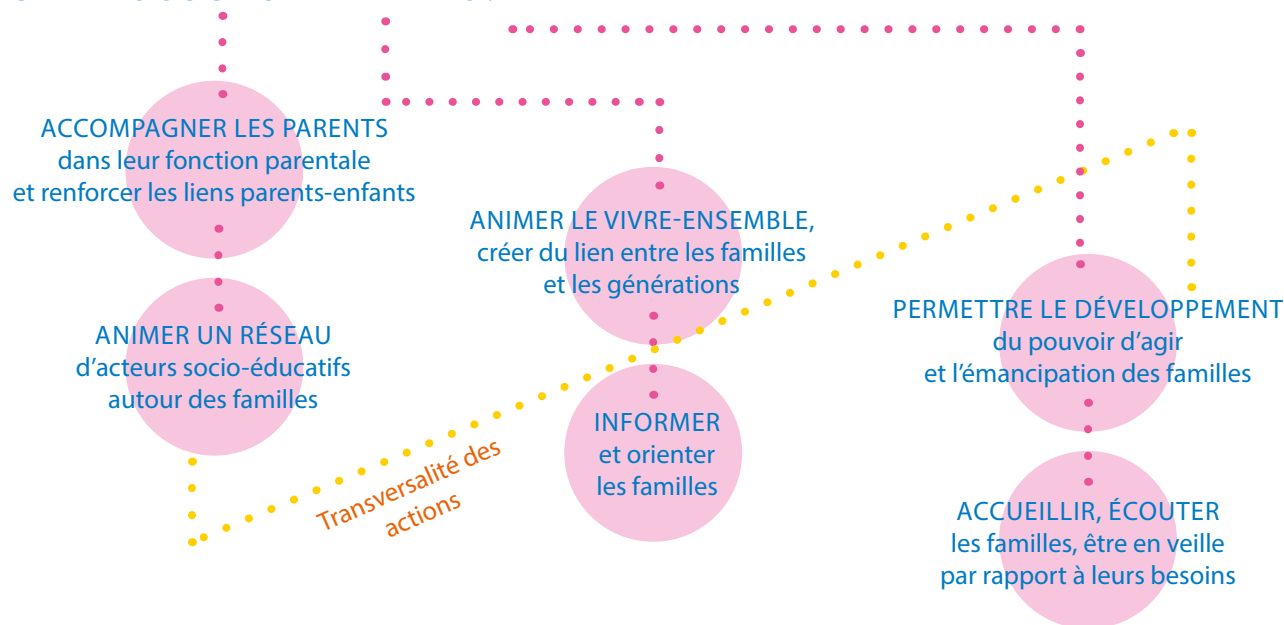 ACCOMPAGNER LES PARENTS
dans leur fonction parentale
et renforcer les liens parents-enfants
ANIMER UN RÉSEAU
d’acteurs socio-éducatifs
autour des familles
ANIMER LE VIVRE-ENSEMBLE,
créer du lien entre les familles
et les générations
INFORMER
et orienter
les familles
PERMETTRE LE DÉVELOPPEMENT
du pouvoir d’agir
et l’émancipation des familles
ACCUEILLIR, ÉCOUTER
les familles, être en veille
par rapport à leurs besoins
Transversalité des
actions